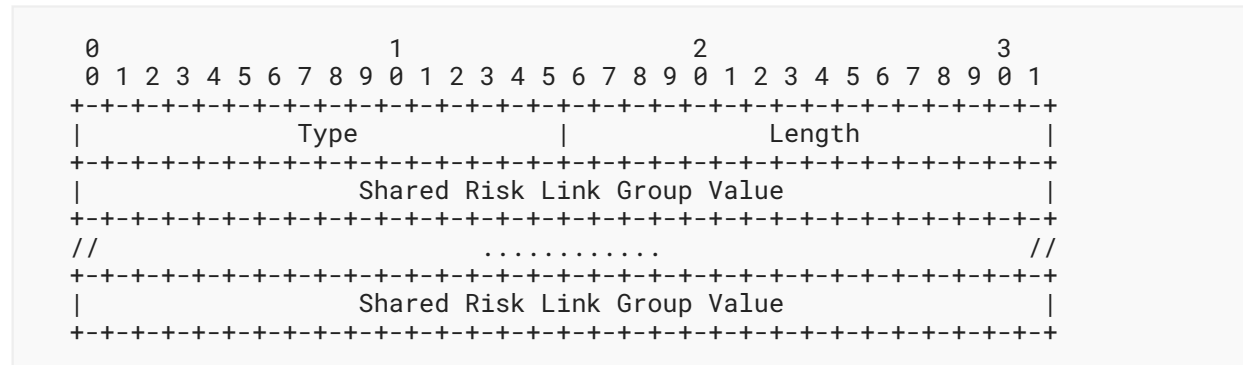 0                   1                   2                   3
 0 1 2 3 4 5 6 7 8 9 0 1 2 3 4 5 6 7 8 9 0 1 2 3 4 5 6 7 8 9 0 1
+-+-+-+-+-+-+-+-+-+-+-+-+-+-+-+-+-+-+-+-+-+-+-+-+-+-+-+-+-+-+-+-+
|              Type             |             Length            |
+-+-+-+-+-+-+-+-+-+-+-+-+-+-+-+-+-+-+-+-+-+-+-+-+-+-+-+-+-+-+-+-+
|                  Shared Risk Link Group Value                 |
+-+-+-+-+-+-+-+-+-+-+-+-+-+-+-+-+-+-+-+-+-+-+-+-+-+-+-+-+-+-+-+-+
//                         ............                        //
+-+-+-+-+-+-+-+-+-+-+-+-+-+-+-+-+-+-+-+-+-+-+-+-+-+-+-+-+-+-+-+-+
|                  Shared Risk Link Group Value                 |
+-+-+-+-+-+-+-+-+-+-+-+-+-+-+-+-+-+-+-+-+-+-+-+-+-+-+-+-+-+-+-+-+